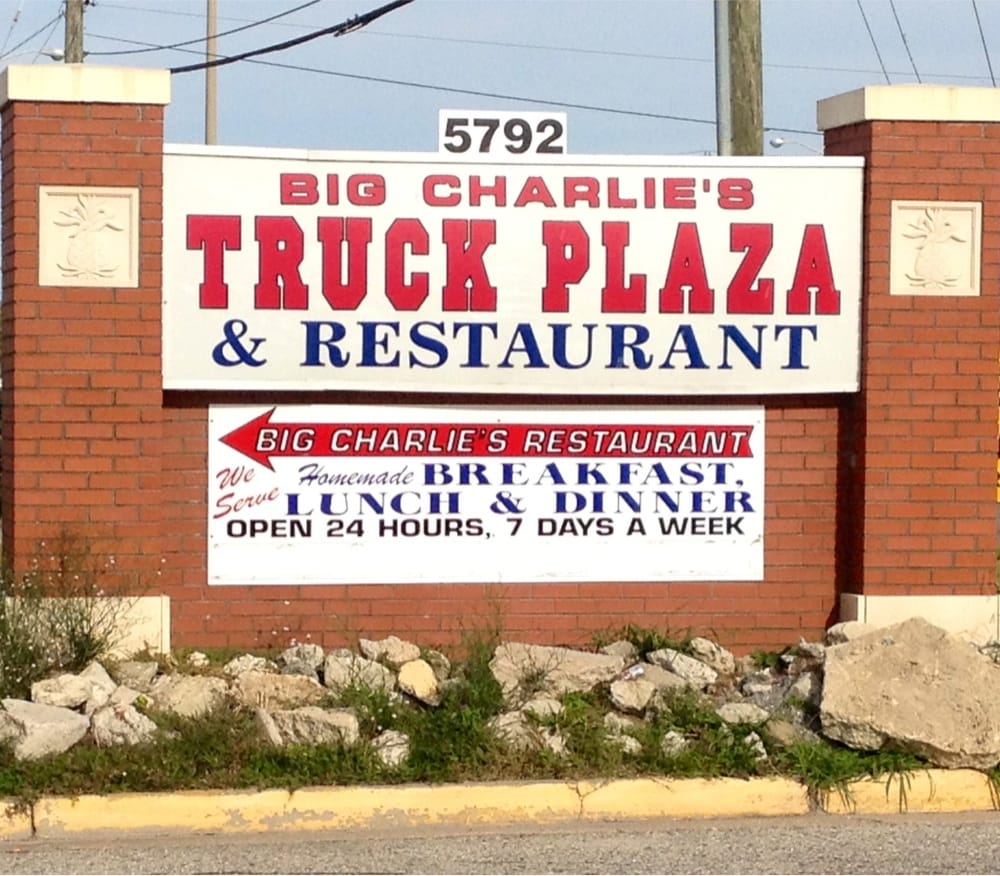 5792
BIG CHARLIE'S
TRUCK PLAZA
& RESTAURANT
BIG CHARLIE'S RESTAURANT
We Serve Homemade BREAKFAST,
LUNCH & DINNER
OPEN 24 HOURS, 7 DAYS A WEEK